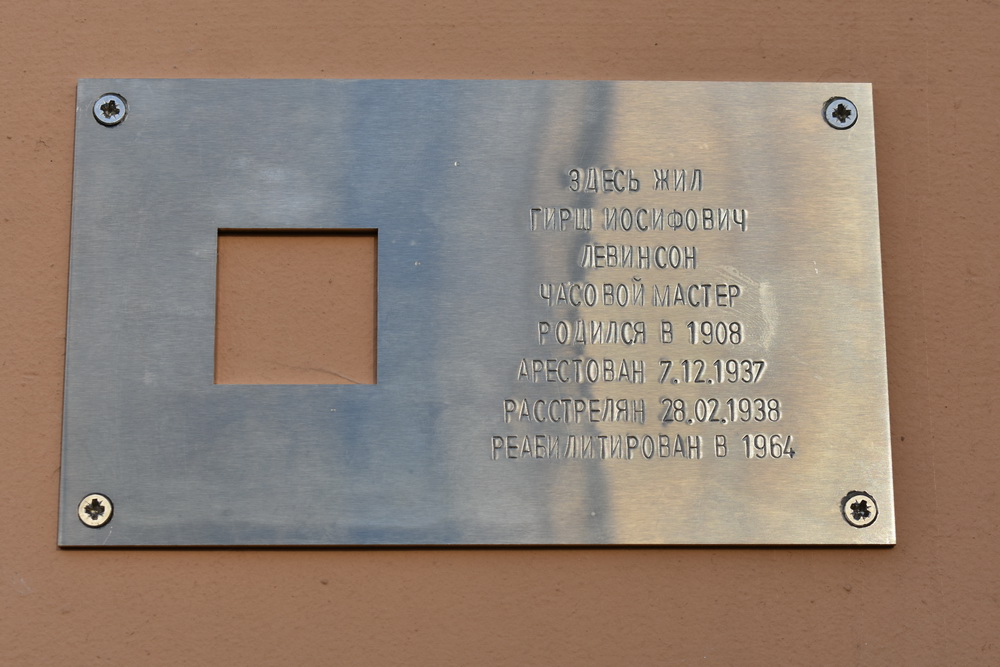 ЗДЕСЬ ЖИЛ
ГИРШ ИОСИФОВИЧ
ЛЕВИНСОН
ЧАСОВОЙ МАСТЕР
РОДИЛСЯ В 1908
АРЕСТОВАН 7.12.1937
РАССТРЕЛЯН 28.02.1938
РЕАБИЛИТИРОВАН В 1964